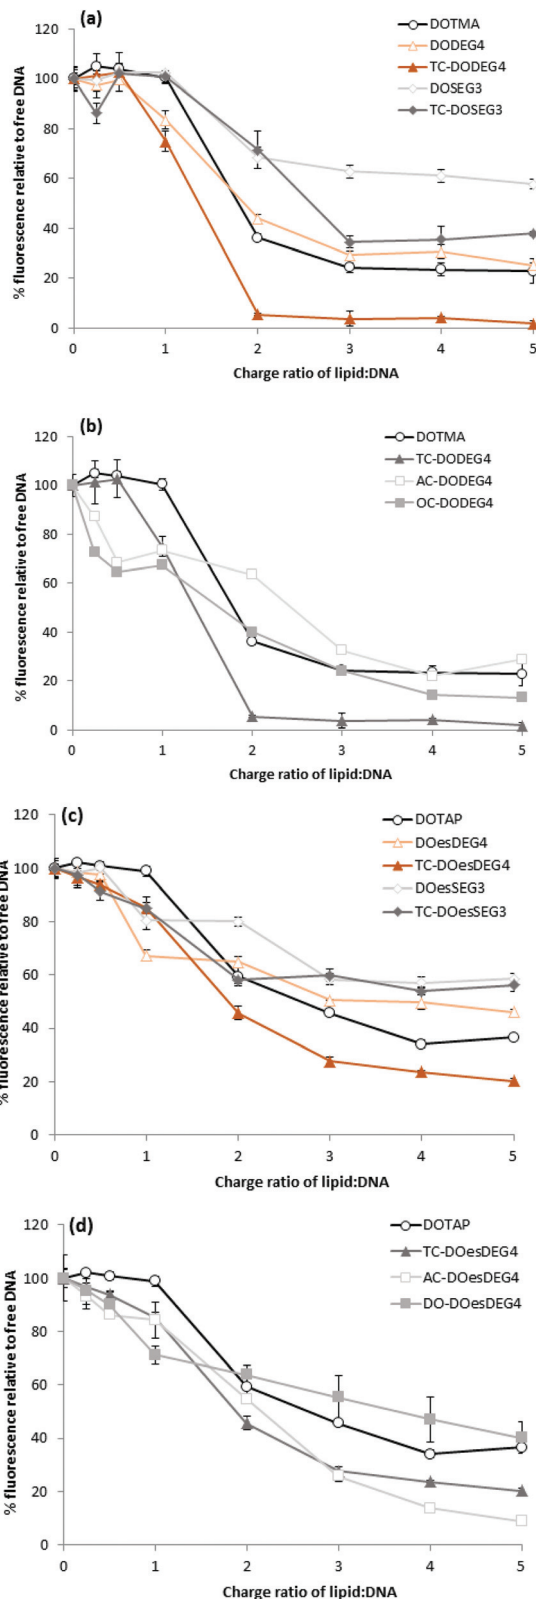 (a)
DOTMA
DODEG4
TC-DODEG4
DOSEG3
TC-DOSEG3
% fluorescence relative to free DNA
120
100
80
60
40
20
0
0 1 2 3 4 5
Charge ratio of lipid:DNA
(b)
DOTMA
TC-DODEG4
AC-DODEG4
OC-DODEG4
% fluorescence relative to free DNA
120
100
80
60
40
20
0
0 1 2 3 4 5
Charge ratio of lipid:DNA
(c)
DOTAP
DOesDEG4
TC-DOesDEG4
DOesSEG3
TC-DOesSEG3
% fluorescence relative to free DNA
120
100
80
60
40
20
0
0 1 2 3 4 5
Charge ratio of lipid:DNA
(d)
DOTAP
TC-DOesDEG4
AC-DOesDEG4
DO-DOesDEG4
% fluorescence relative to free DNA
120
100
80
60
40
20
0
0 1 2 3 4 5
Charge ratio of lipid:DNA